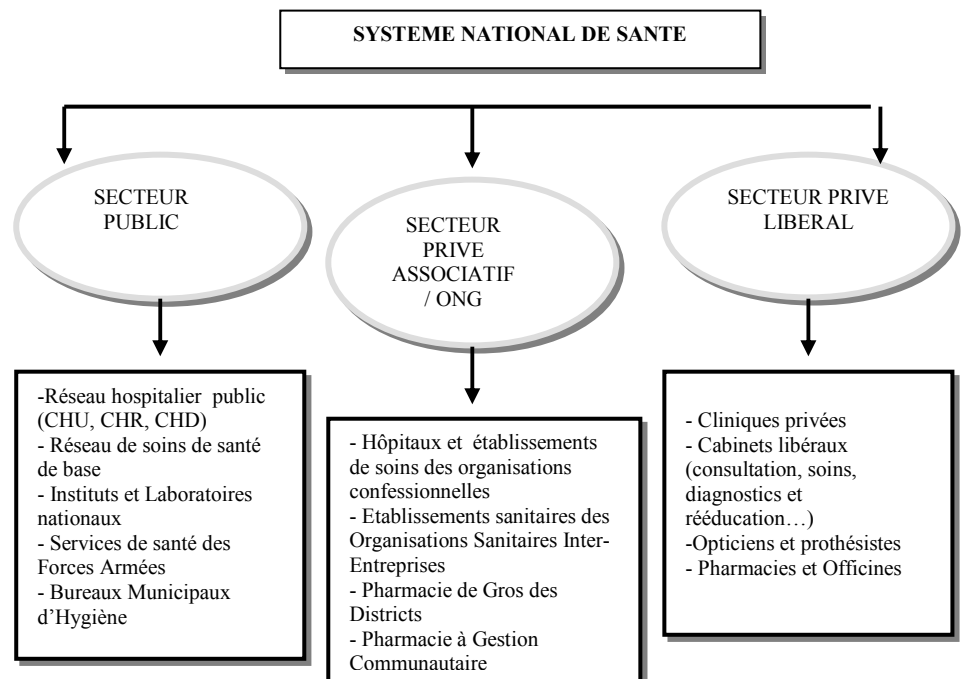 SYSTEME NATIONAL DE SANTE
SECTEUR
PUBLIC
SECTEUR
PRIVE
ASSOCIATIF
/ ONG
SECTEUR PRIVE
LIBERAL
-Réseau hospitalier public
(CHU, CHR, CHD)
- Réseau de soins de santé
de base
- Instituts et Laboratoires
nationaux
- Services de santé des
Forces Armées
- Bureaux Municipaux
d’Hygiène
- Hôpitaux et établissements
de soins des organisations
confessionnelles
- Etablissements sanitaires des
Organisations Sanitaires Inter-
Entreprises
- Pharmacie de Gros des
Districts
- Pharmacie à Gestion
Communautaire
- Cliniques privées
- Cabinets libéraux
(consultation, soins,
diagnostics et
rééducation…)
-Opticiens et prothésistes
- Pharmacies et Officines